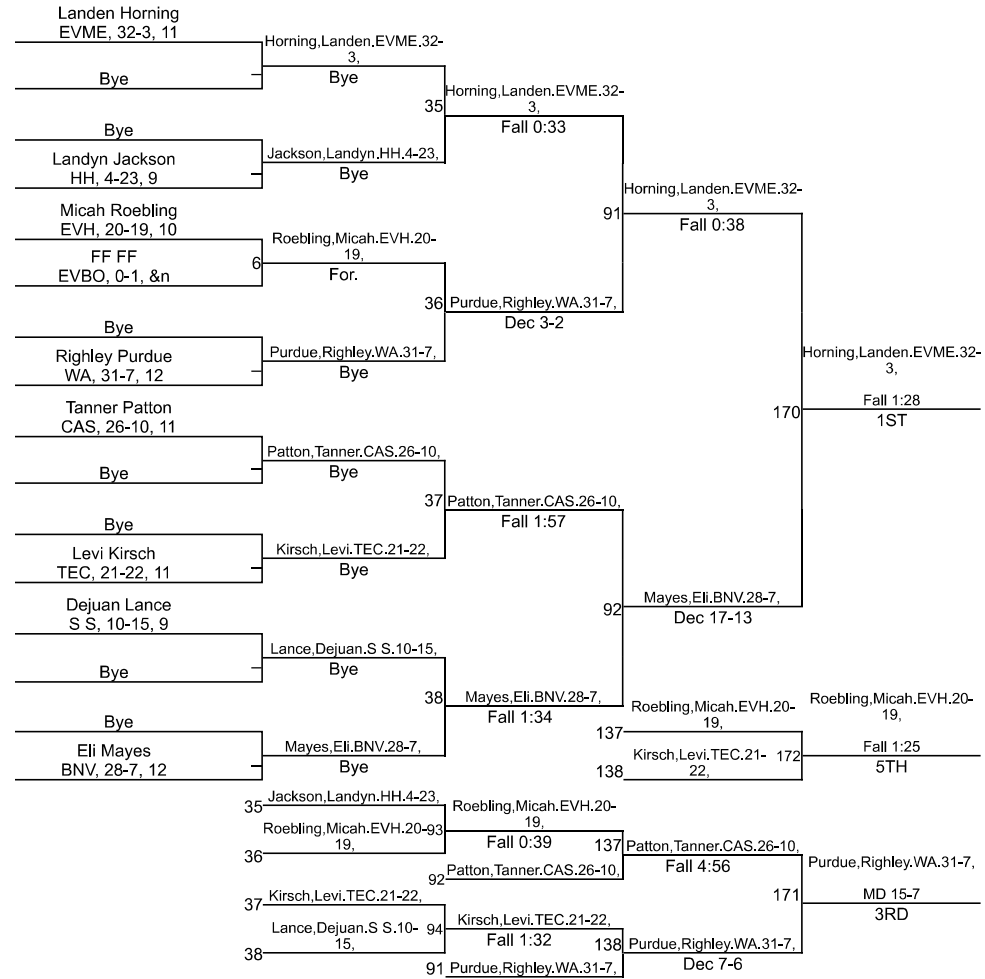 Landen Horning
EVME, 32-3, 11
Bye
Horning,Landen.EVME.32-
3,
Bye
35
Horning,Landen.EVME.32-
3,
Fall 0:33
Bye
Landyn Jackson
HH, 4-23, 9
Jackson,Landyn.HH.4-23,
Bye
91
Horning,Landen.EVME.32-
3,
Fall 0:38
Micah Roebling
EVH, 20-19, 10
FF FF
EVBO, 0-1, &n
6
Roebling,Micah.EVH.20-
19,
For.
36
Purdue,Righley.WA.31-7,
Dec 3-2
Bye
Righley Purdue
WA, 31-7, 12
Purdue,Righley.WA.31-7,
Bye
170
Horning,Landen.EVME.32-
3,
Fall 1:28
1ST
Tanner Patton
CAS, 26-10, 11
Bye
Patton,Tanner.CAS.26-10,
Bye
37
Patton,Tanner.CAS.26-10,
Fall 1:57
Bye
Levi Kirsch
TEC, 21-22, 11
Kirsch,Levi.TEC.21-22,
Bye
92
Mayes,Eli.BNV.28-7,
Dec 17-13
Dejuan Lance
S S, 10-15, 9
Bye
Lance,Dejuan.S S.10-15,
Bye
38
Mayes,Eli.BNV.28-7,
Fall 1:34
Bye
Eli Mayes
BNV, 28-7, 12
Mayes,Eli.BNV.28-7,
Bye
137
Roebling,Micah.EVH.20-
19,
138
Kirsch,Levi.TEC.21-
22,
172
Roebling,Micah.EVH.20-
19,
Fall 1:25
5TH
35
Jackson,Landyn.HH.4-23,
36
Roebling,Micah.EVH.20-
19,
93
Roebling,Micah.EVH.20-
19,
Fall 0:39
92
Patton,Tanner.CAS.26-10,
137
Patton,Tanner.CAS.26-10,
Fall 4:56
37
Kirsch,Levi.TEC.21-22,
38
Lance,Dejuan.S S.10-
15,
94
Kirsch,Levi.TEC.21-22,
Fall 1:32
91
Purdue,Righley.WA.31-7,
138
Purdue,Righley.WA.31-7,
Dec 7-6
171
Purdue,Righley.WA.31-7,
MD 15-7
3RD